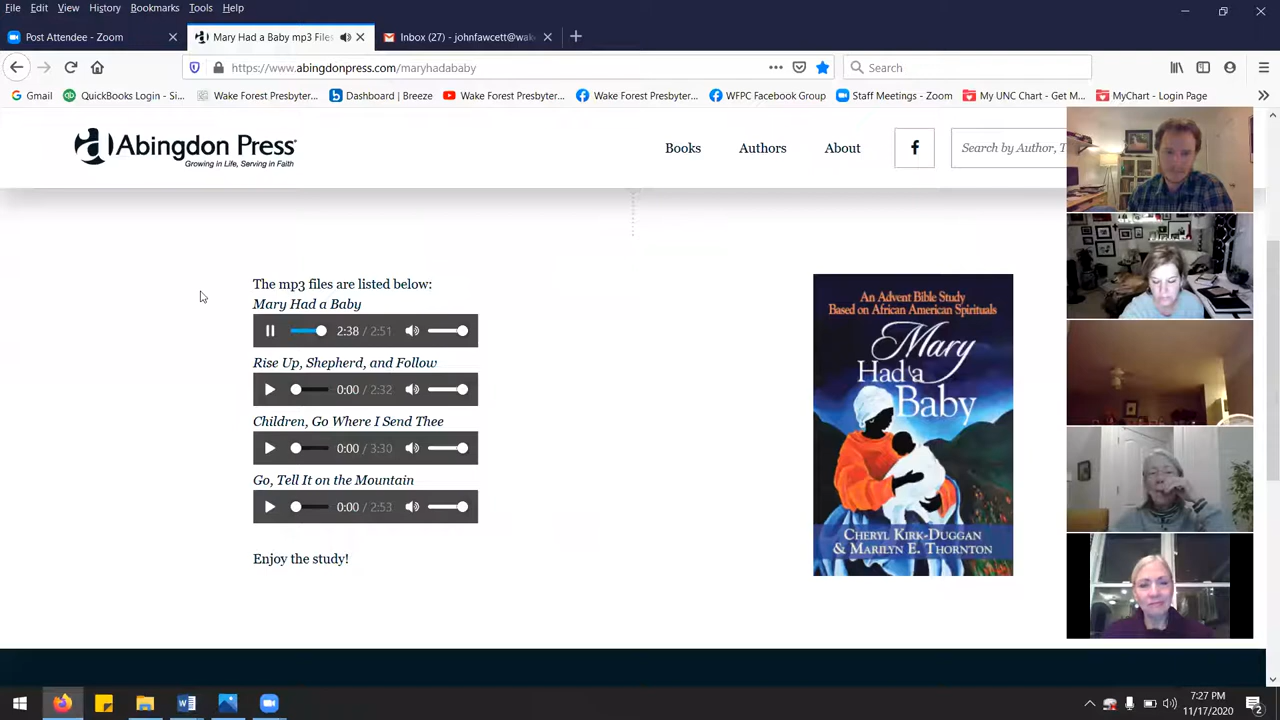 File Edit View History Bookmarks Tools Help
Post Attendee - Zoom
Mary Had a Baby mp3 Files
Inbox (27) - johnfawcett@wake
https://www.abingdonpress.com/maryhadababy
Search
Gmail
QuickBooks Login - Si...
Wake Forest Presbyter...
Dashboard | Breeze
Wake Forest Presbyter...
Wake Forest Presbyter...
WFPC Facebook Group
Staff Meetings - Zoom
My UNC Chart - Get M...
MyChart - Login Page
Abingdon Press
Growing in Life, Serving in Faith
Books
Authors
About
Search by Author, T
The mp3 files are listed below:
Mary Had a Baby
2:38 / 2:51
Rise Up, Shepherd, and Follow
0:00 / 2:32
Children, Go Where I Send Thee
0:00 / 3:30
Go, Tell It on the Mountain
0:00 / 2:53
Enjoy the study!
An Advent Bible Study
Based on African American Spirituals
Mary
Had a
Baby
CHERYL KIRK-DUGGAN
& MARILYN E. THORNTON
7:27 PM
11/17/2020
2